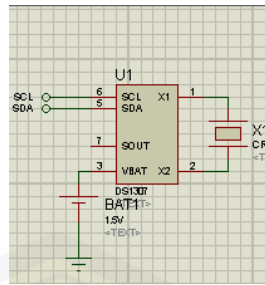 U1
SCL
SDA
6
5
SCL
SDA
X1
1
7
SOUT
3
VBAT
X2
2
DS1307
<TEXT>
BAT1
1.5V
<TEXT>
X1
CR